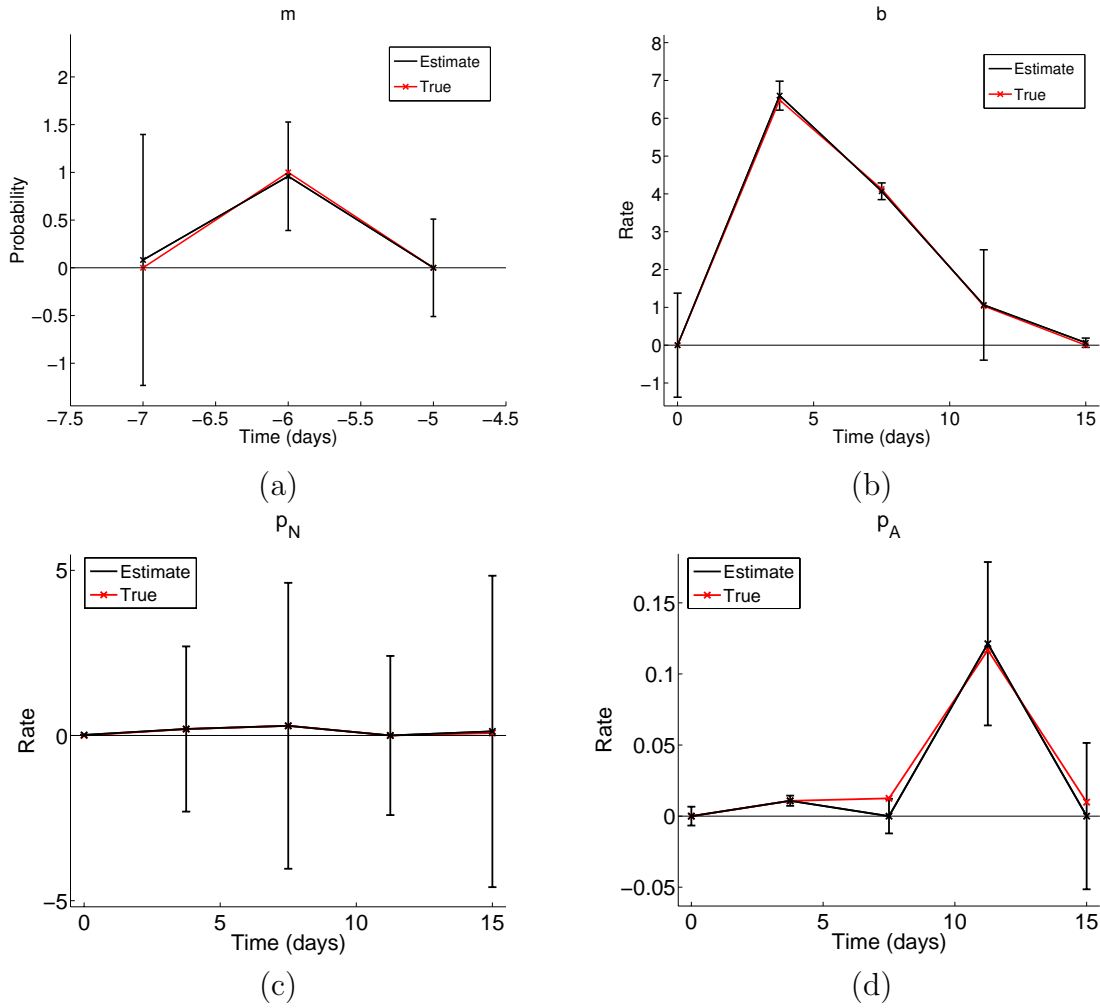 m
Estimate
True
Probability
2
1.5
1
0.5
0
−0.5
−1
−7.5 −7 −6.5 −6 −5.5 −5 −4.5
Time (days)
(a)
b
Estimate
True
Rate
8
7
6
5
4
3
2
1
0
−1
0 5 10 15
Time (days)
(b)
p_N
Estimate
True
Rate
5
0
−5
0 5 10 15
Time (days)
(c)
p_A
Estimate
True
Rate
0.15
0.1
0.05
0
−0.05
0 5 10 15
Time (days)
(d)